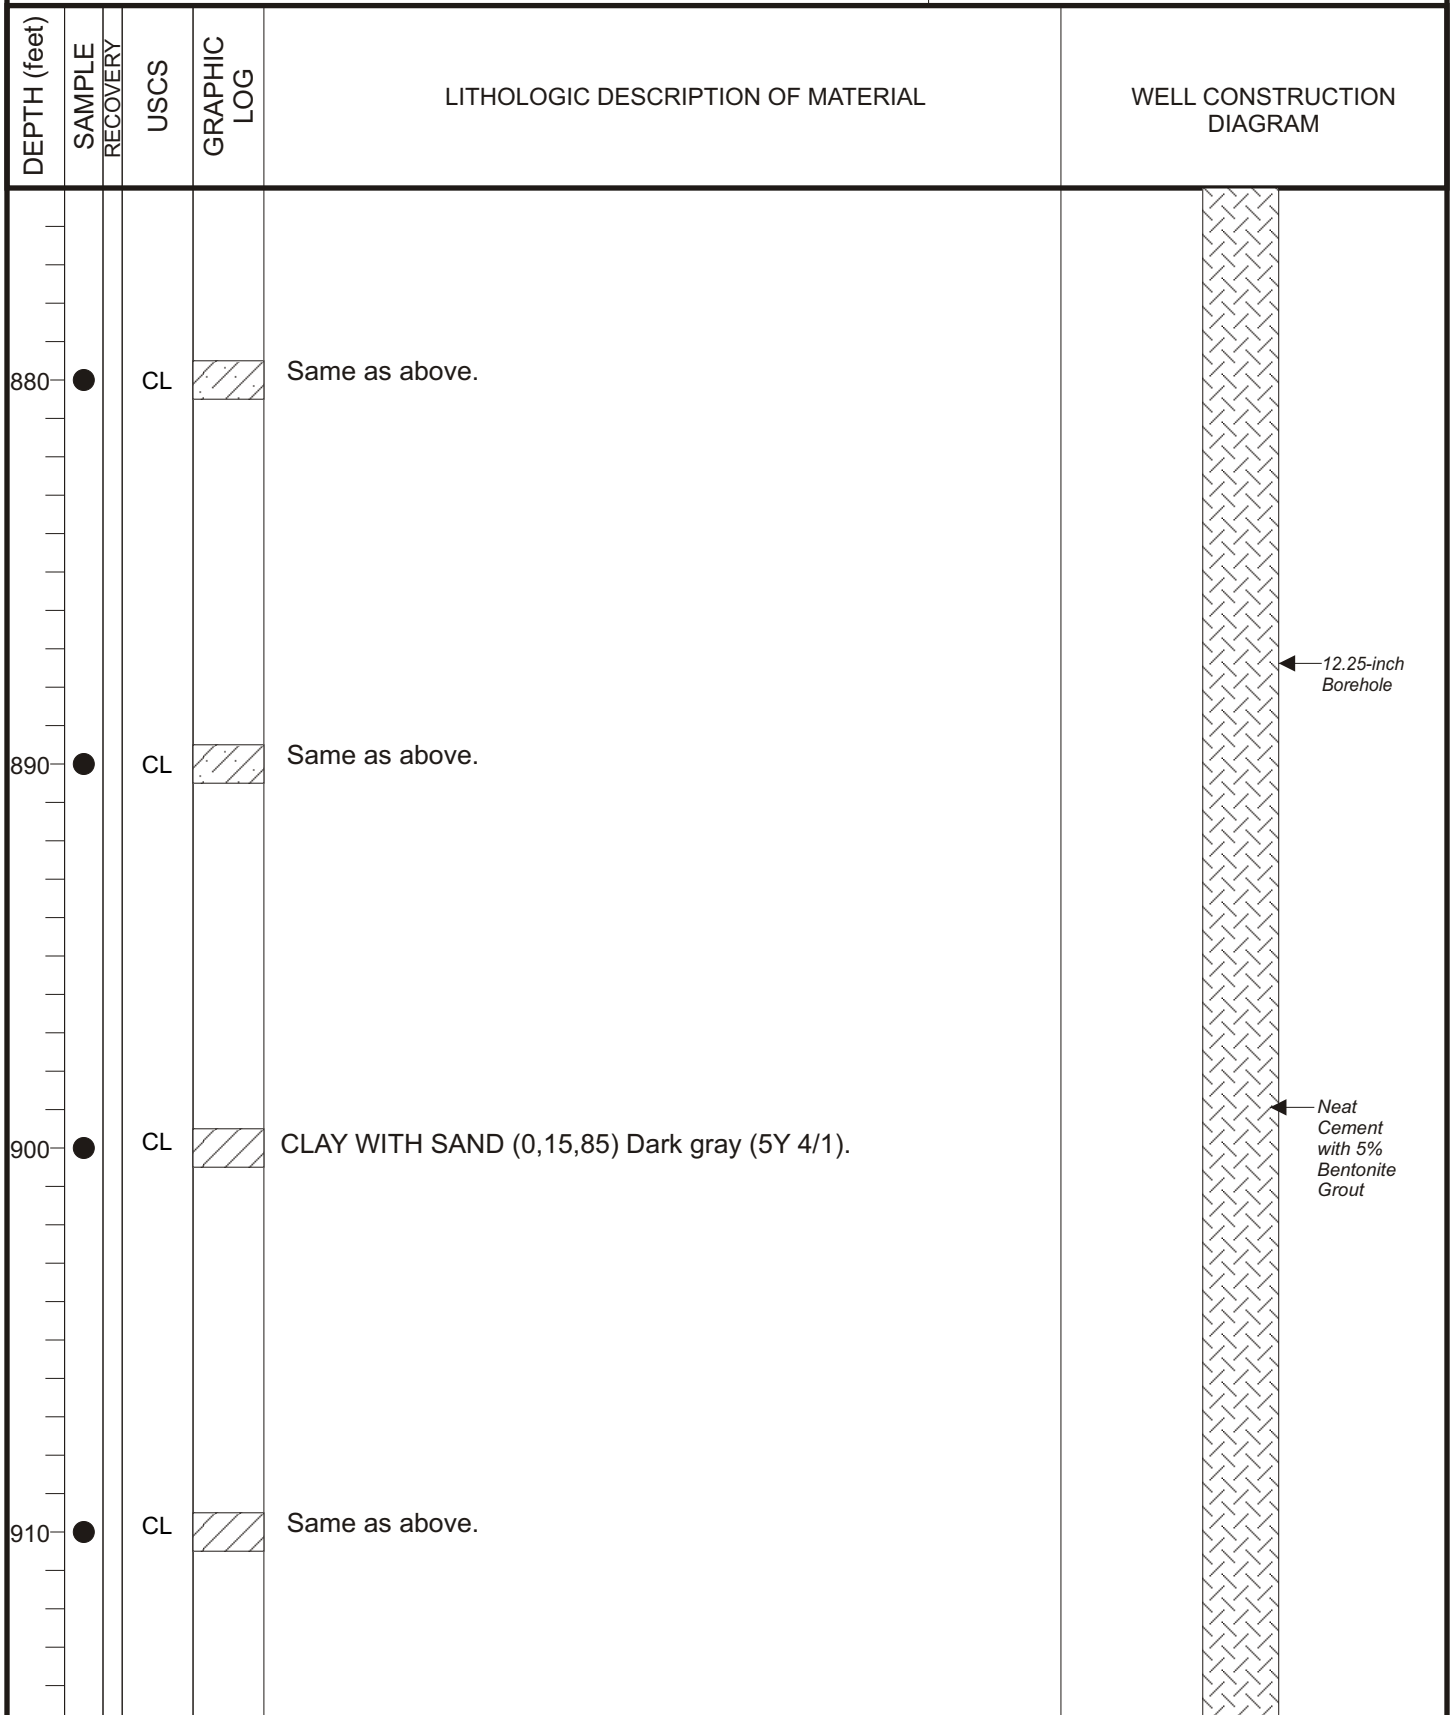 DEPTH (feet)
SAMPLE
RECOVERY
USCS
GRAPHIC
LOG
LITHOLOGIC DESCRIPTION OF MATERIAL
WELL CONSTRUCTION
DIAGRAM
880
CL
Same as above.
12.25-inch
Borehole
890
CL
Same as above.
Neat
Cement
with 5%
Bentonite
Grout
900
CL
CLAY WITH SAND (0,15,85) Dark gray (5Y 4/1).
910
CL
Same as above.